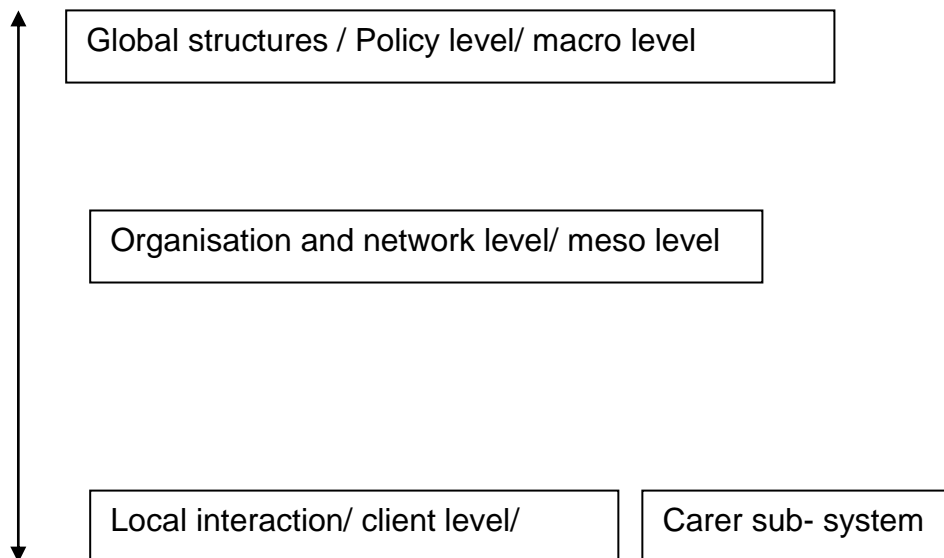 Global structures / Policy level/ macro level
Organisation and network level/ meso level
Local interaction/ client level/
Carer sub- system